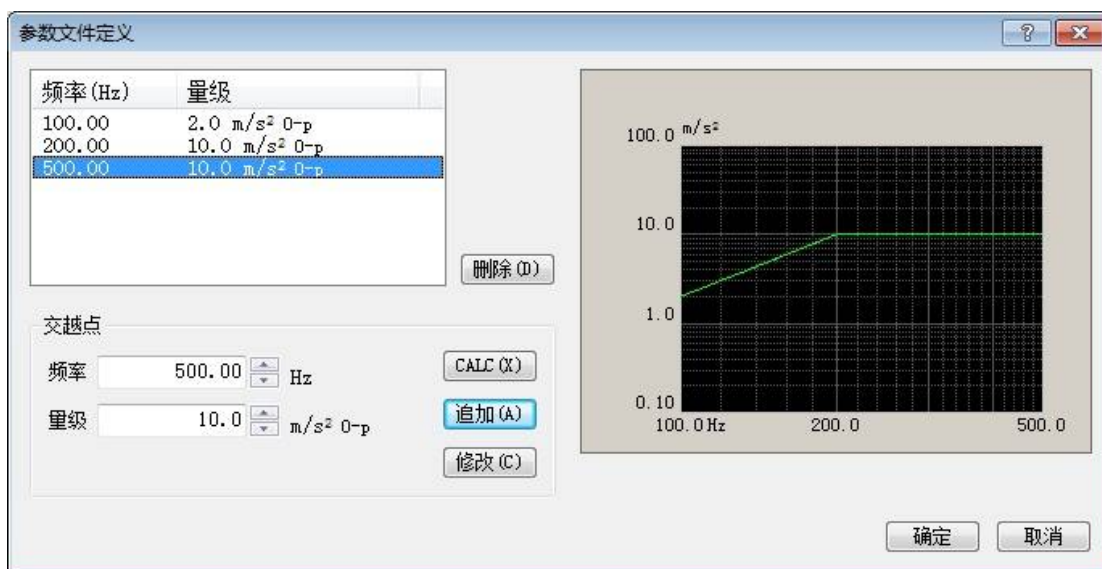 参数文件定义
频率(Hz) 量级
100.00 2.0 m/s² 0-p
200.00 10.0 m/s² 0-p
500.00 10.0 m/s² 0-p
删除(D)
交越点
频率 500.00 Hz
CALC(X)
量级 10.0 m/s² 0-p
追加(A)
修改(C)
100.0 m/s²
10.0
1.0
0.10
100.0Hz 200.0 500.0
确定 取消